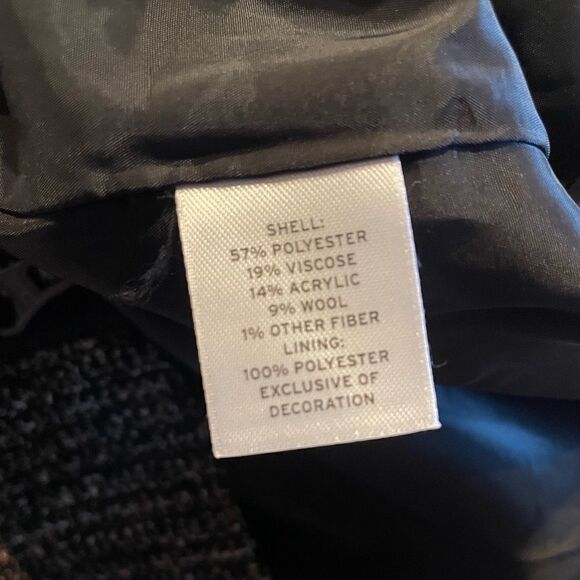 SHELL:
57% POLYESTER
19% VISCOSE
14% ACRYLIC
9% WOOL
1% OTHER FIBER
LINING:
100% POLYESTER
EXCLUSIVE OF
DECORATION